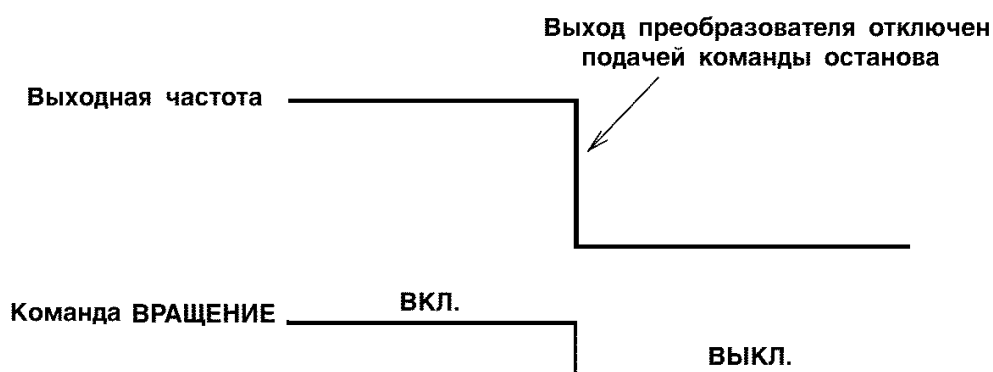 Выход преобразователя отключен
подачей команды останова
Выходная частота
Команда ВРАЩЕНИЕ
ВКЛ.
ВЫКЛ.